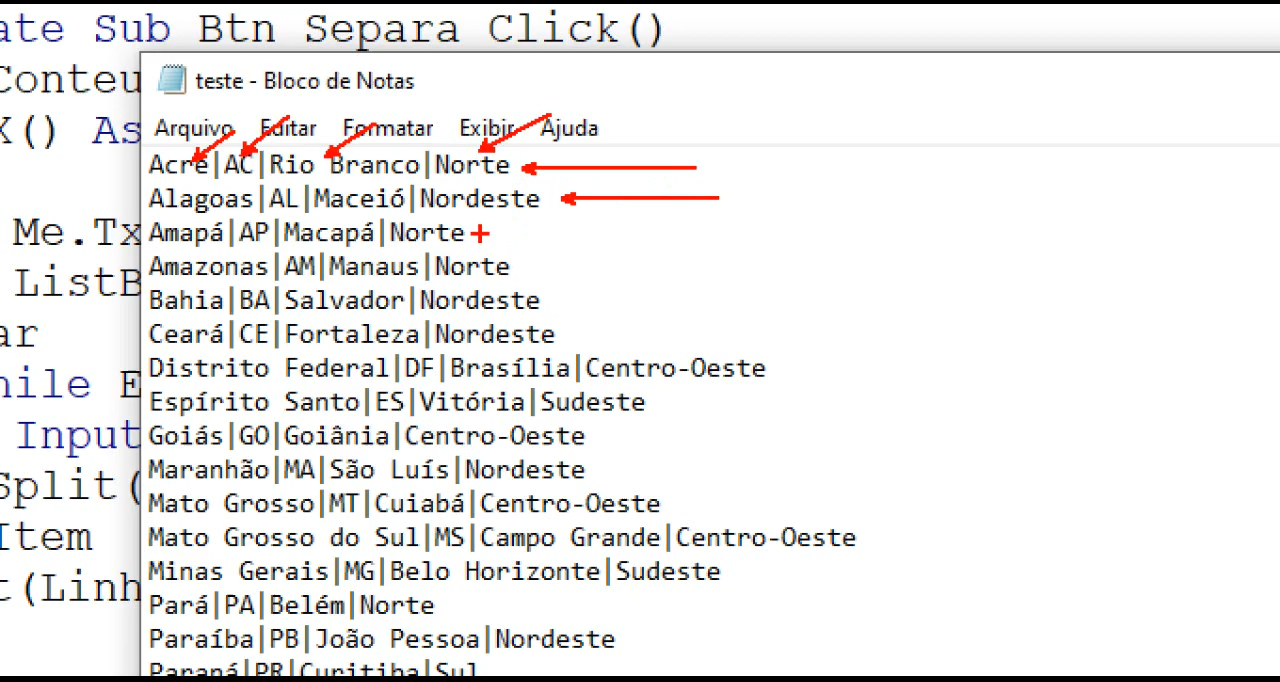 ate Sub Btn Separa Click()
Conteu
teste - Bloco de Notas
X() As
Arquivo Editar Formatar Exibir Ajuda
Acre|AC|Rio Branco|Norte
Alagoas|AL|Maceió|Nordeste
Me.Tx
Amapá|AP|Macapá|Norte
Amazonas|AM|Manaus|Norte
ListB
Bahia|BA|Salvador|Nordeste
ar
Ceará|CE|Fortaleza|Nordeste
Distrito Federal|DF|Brasília|Centro-Oeste
hile E
Espírito Santo|ES|Vitória|Sudeste
Input
Goiás|GO|Goiânia|Centro-Oeste
Maranhão|MA|São Luís|Nordeste
Split(
Mato Grosso|MT|Cuiabá|Centro-Oeste
Item
Mato Grosso do Sul|MS|Campo Grande|Centro-Oeste
Minas Gerais|MG|Belo Horizonte|Sudeste
t(Linh
Pará|PA|Belém|Norte
Paraíba|PB|João Pessoa|Nordeste
Paraná|PR|Curitiba|Sul